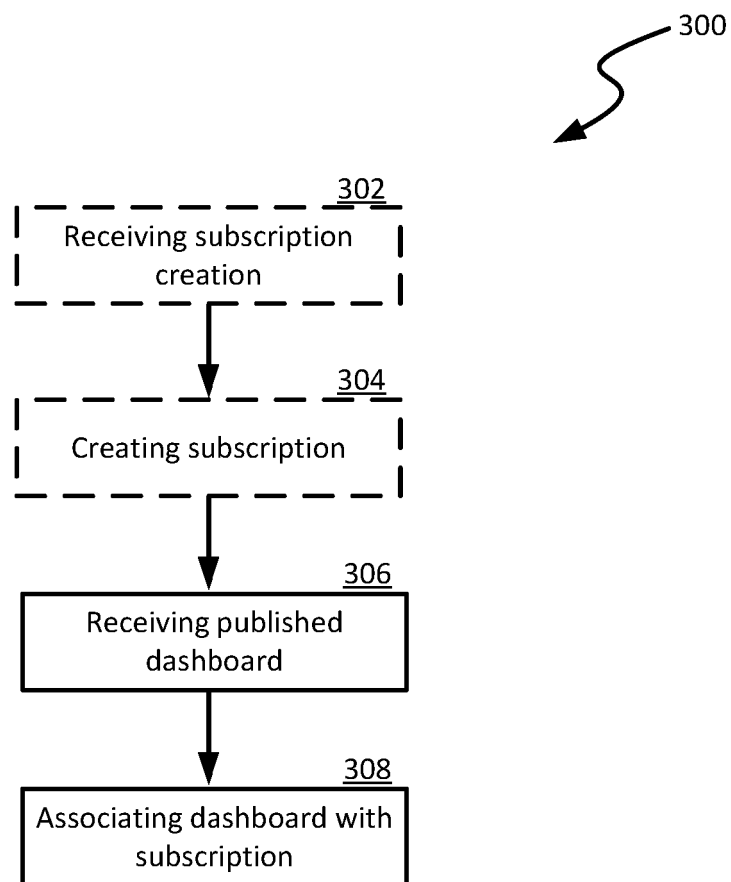 300
302
Receiving subscription
creation
304
Creating subscription
306
Receiving published
dashboard
308
Associating dashboard with
subscription